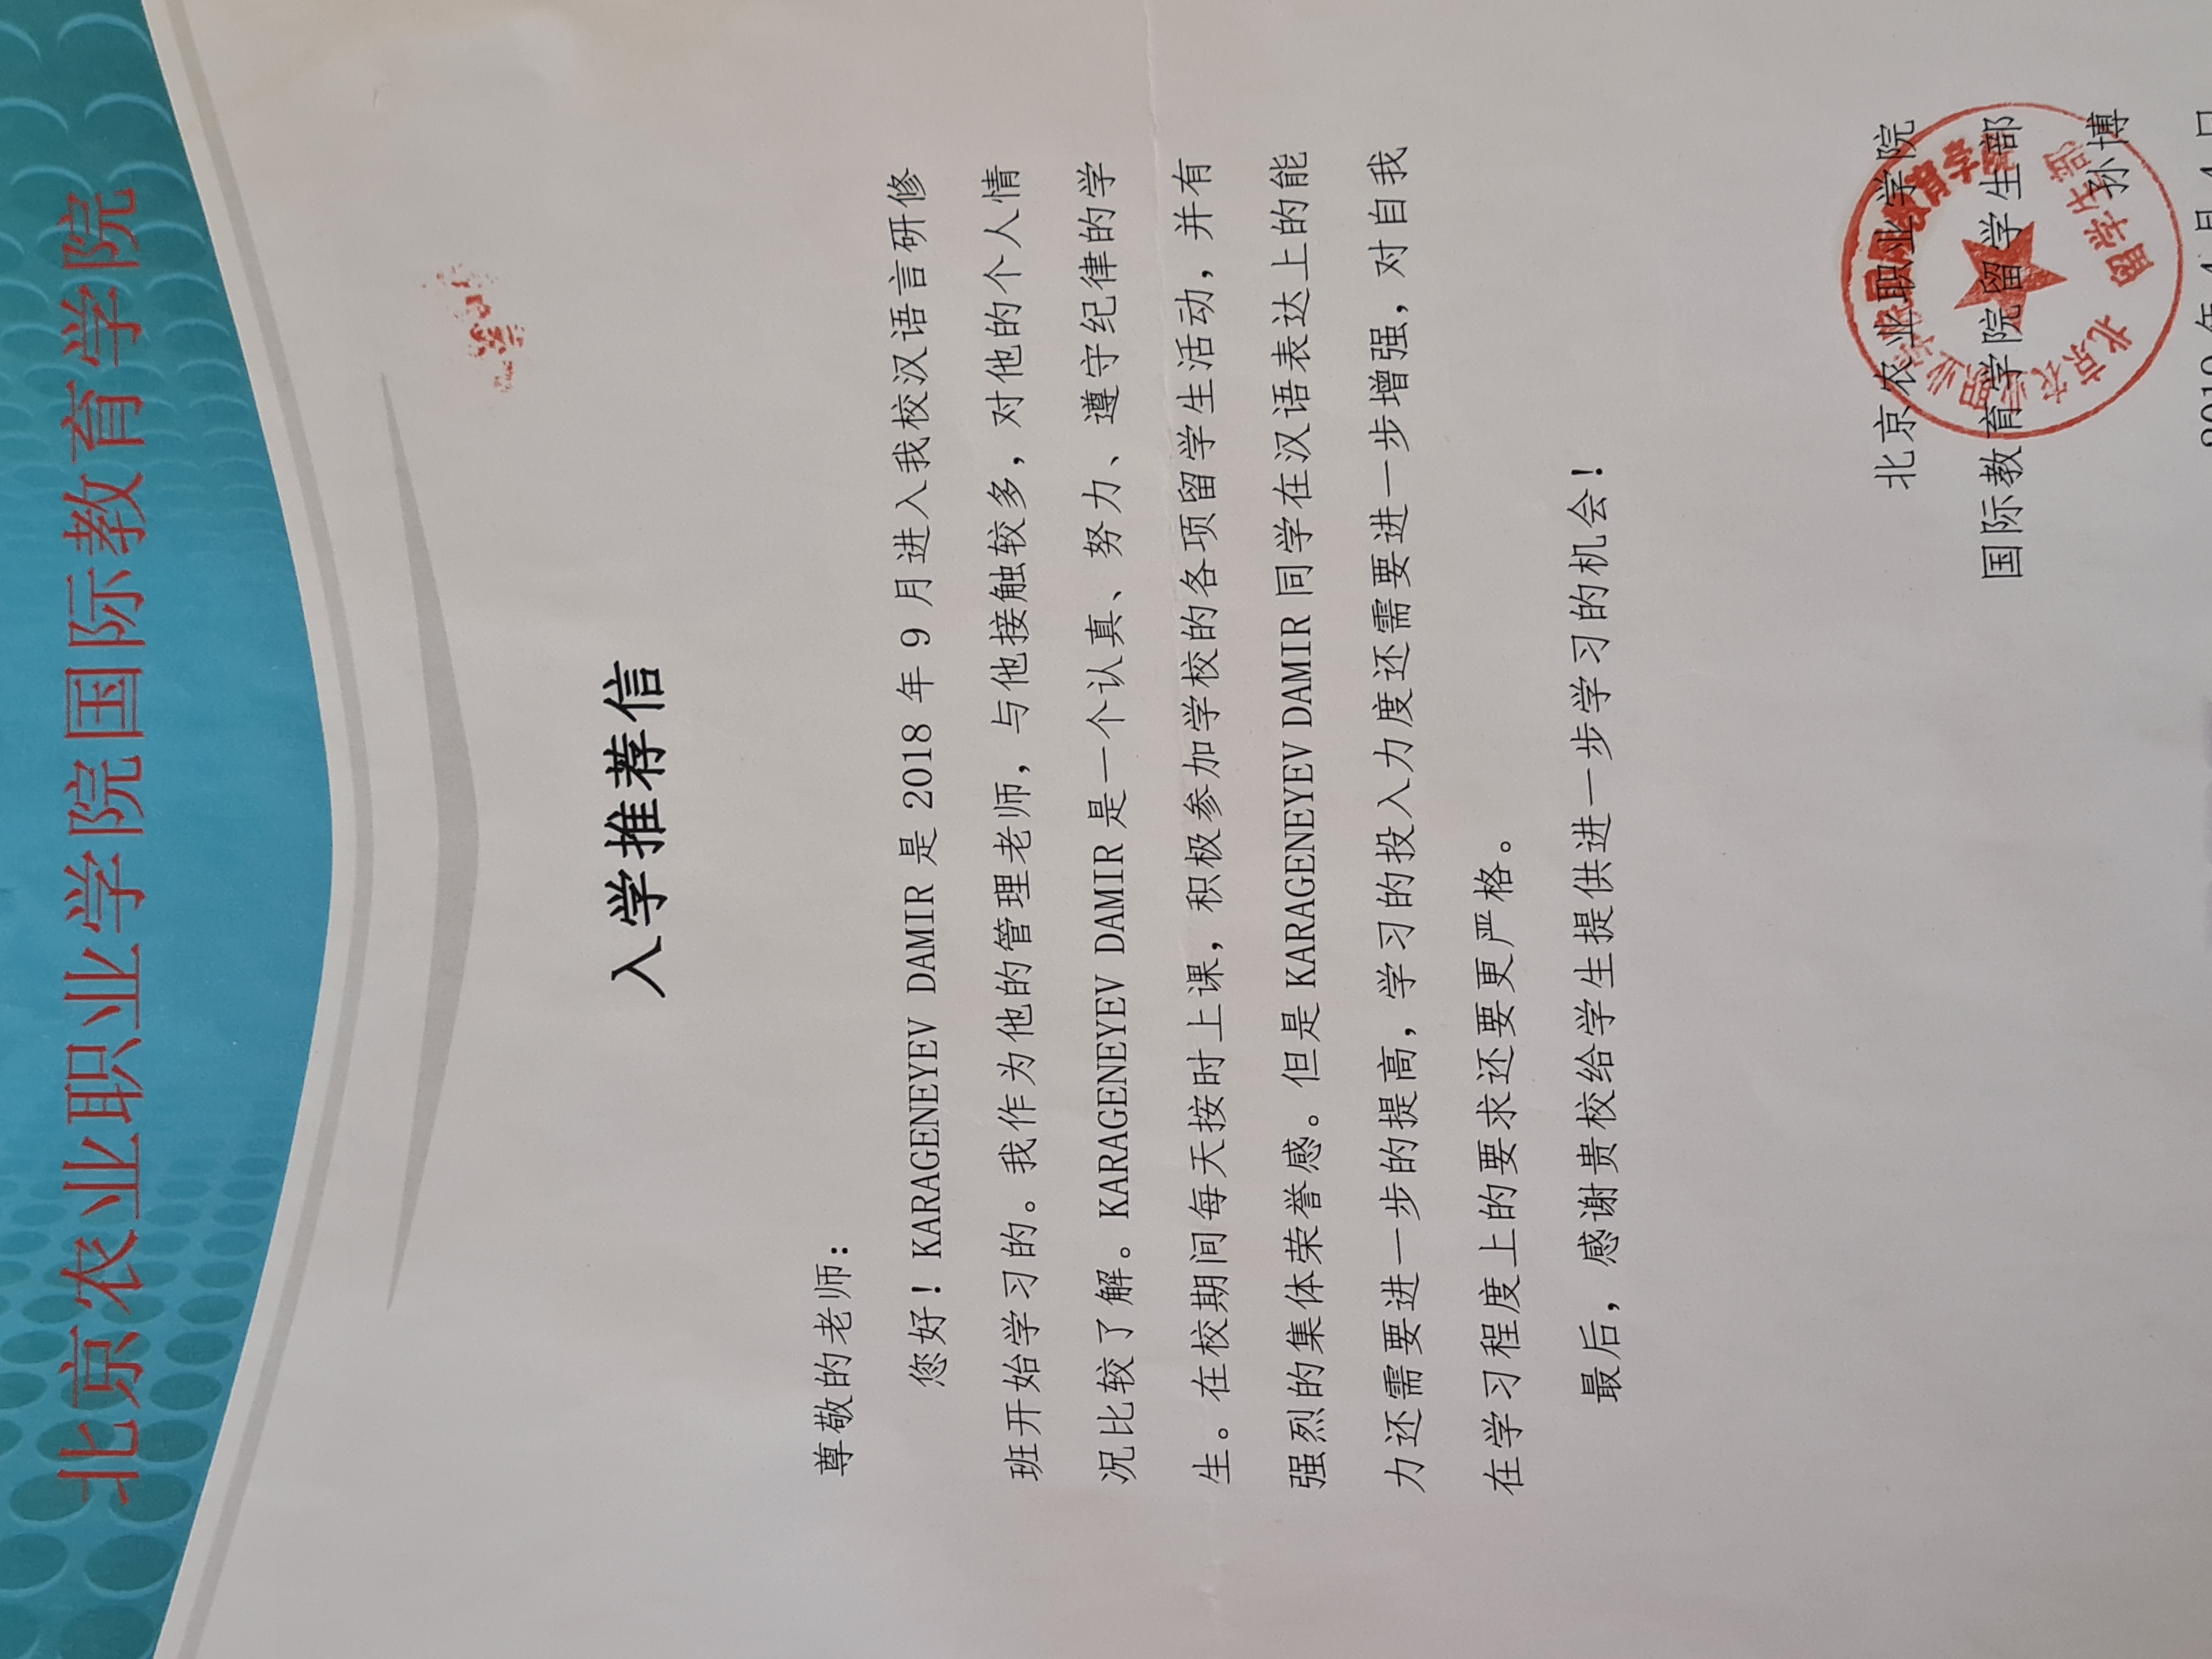 北京农业职业学院国际教育学院
入学推荐信
尊敬的老师：
您好！KARAGENEYEV DAMIR 是 2018 年 9 月进入我校汉语言研修
班开始学习的。我作为他的管理老师，与他接触较多，对他的个人情
况比较了解。KARAGENEYEV DAMIR 是一个认真、努力、遵守纪律的学
生。在校期间每天按时上课，积极参加学校的各项留学生活动，并有
强烈的集体荣誉感。但是 KARAGENEYEV DAMIR 同学在汉语表达上的能
力还需要进一步的提高，学习的投入力度还需要进一步增强，对自我
在学习程度上的要求还要更严格。
最后，感谢贵校给学生提供进一步学习的机会！
北京农业职业学院
国际教育学院留学生部
孙博
2019 年 4 月 4 日